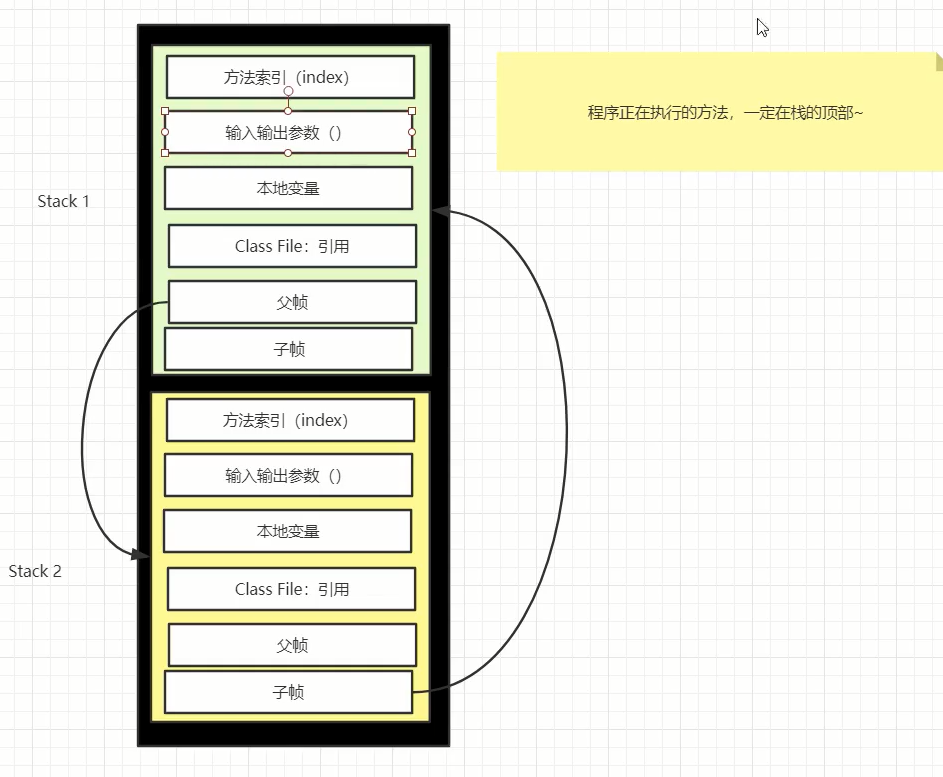 方法索引（index）
输入输出参数（）
本地变量
Class File：引用
父帧
子帧
Stack 1
程序正在执行的方法，一定在栈的顶部~
方法索引（index）
输入输出参数（）
本地变量
Class File：引用
父帧
子帧
Stack 2